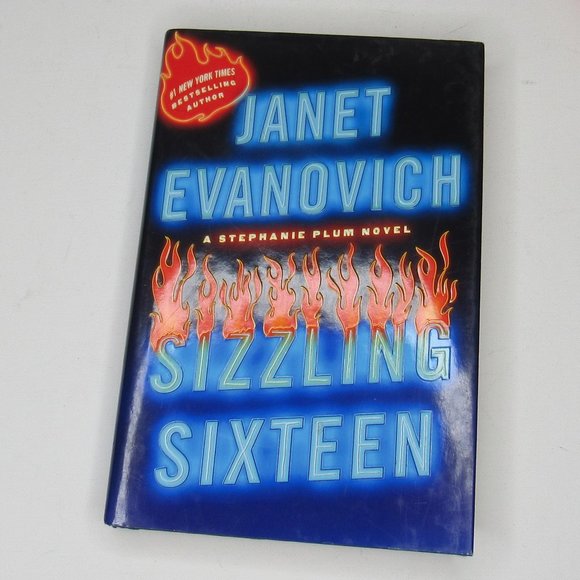 #1 NEW YORK TIMES
BESTSELLING
AUTHOR
JANET
EVANOVICH
A STEPHANIE PLUM NOVEL
SIZZLING
SIXTEEN